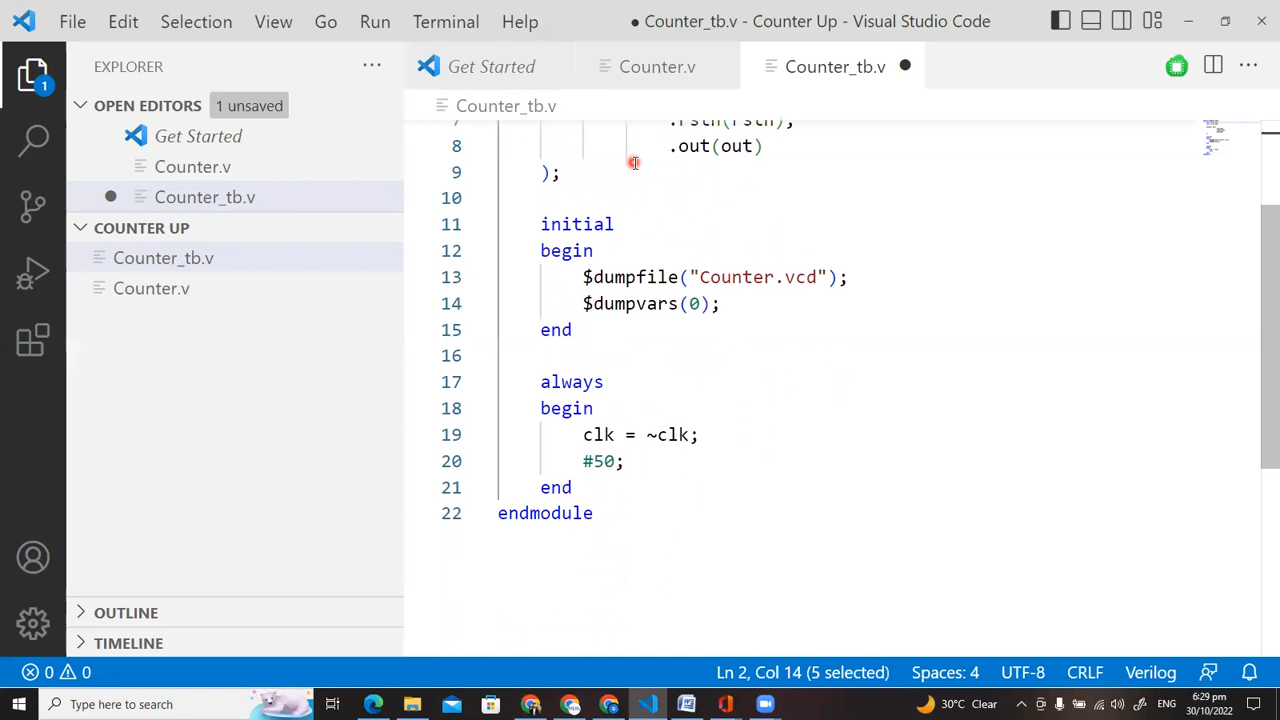 File Edit Selection View Go Run Terminal Help ● Counter_tb.v - Counter Up - Visual Studio Code
EXPLORER
Get Started Counter.v Counter_tb.v
OPEN EDITORS 1 unsaved
Counter_tb.v
Get Started
Counter.v
Counter_tb.v
COUNTER UP
Counter_tb.v
Counter.v
1
7 .rstn(rstn),
8 .out(out)
9 );
10
11 initial
12 begin
13 $dumpfile("Counter.vcd");
14 $dumpvars(0);
15 end
16
17 always
18 begin
19 clk = ~clk;
20 #50;
21 end
22 endmodule
OUTLINE
TIMELINE
0 0 Ln 2, Col 14 (5 selected) Spaces: 4 UTF-8 CRLF Verilog
Type here to search 30°C Clear ENG 6:29 pm
30/10/2022